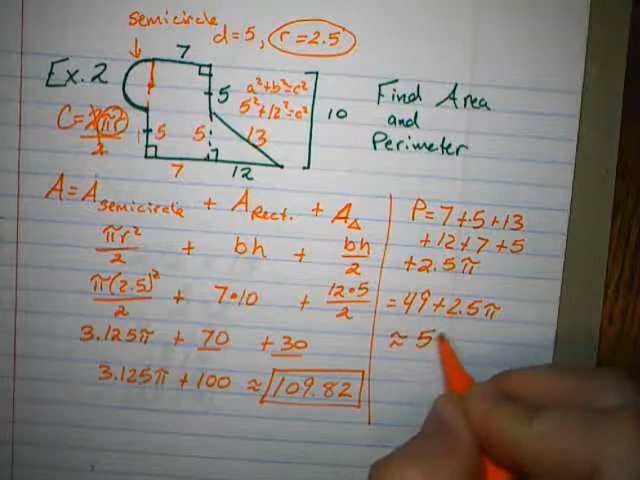 semicircle
d=5, r=2.5
7
Ex. 2
5
a²+b²=c²
5²+12²=c²
10
Find Area
and
Perimeter
C=2πr/2
5
5
13
7
12
A=A semicircle + A Rect. + A△
πr²/2 + bh + bh/2
π(2.5)²/2 + 7•10 + 12•5/2
3.125π + 70 + 30
3.125π + 100 ≈ 109.82
P=7+5+13
+12+7+5
+2.5π
=49+2.5π
≈ 5